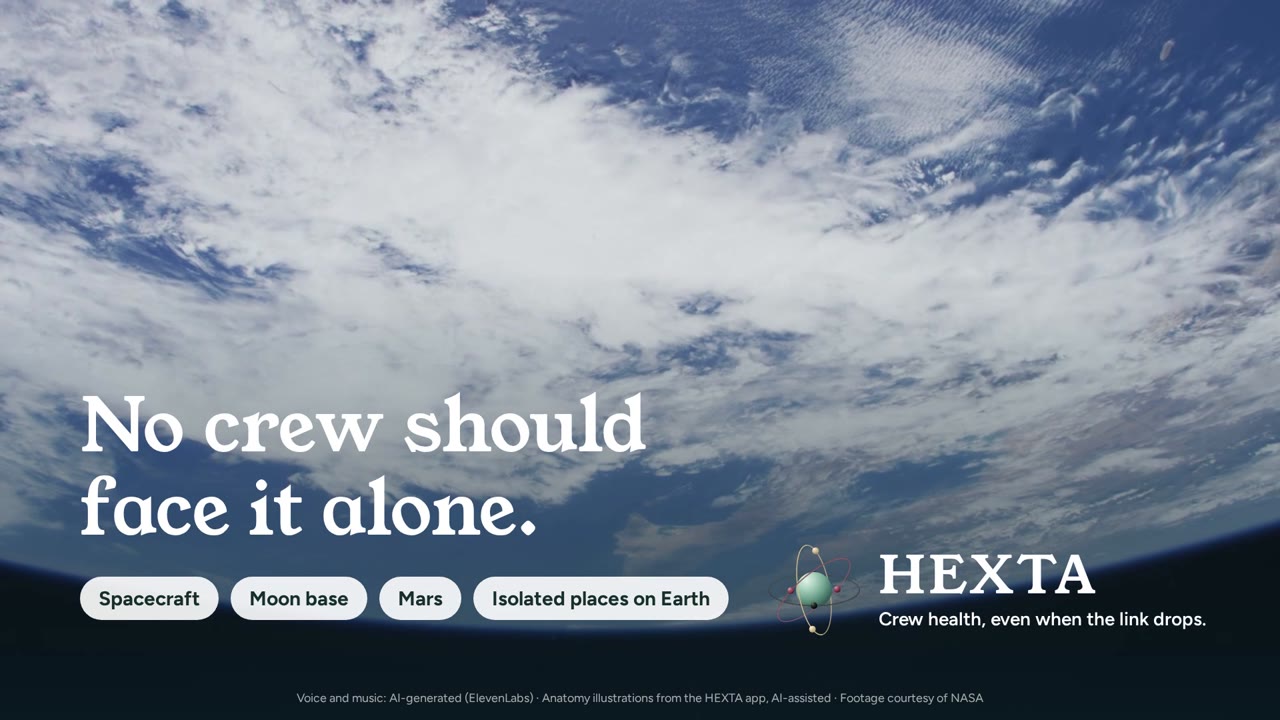 No crew should
face it alone.
Spacecraft
Moon base
Mars
Isolated places on Earth
HEXTA
Crew health, even when the link drops.
Voice and music: AI-generated (ElevenLabs) · Anatomy illustrations from the HEXTA app, AI-assisted · Footage courtesy of NASA